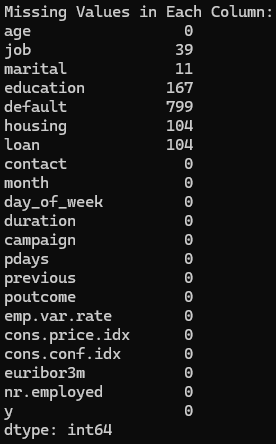 Missing Values in Each Column:
age                 0
job                39
marital            11
education         167
default           799
housing           104
loan              104
contact             0
month               0
day_of_week         0
duration            0
campaign            0
pdays               0
previous            0
poutcome            0
emp.var.rate        0
cons.price.idx      0
cons.conf.idx       0
euribor3m           0
nr.employed         0
y                   0
dtype: int64